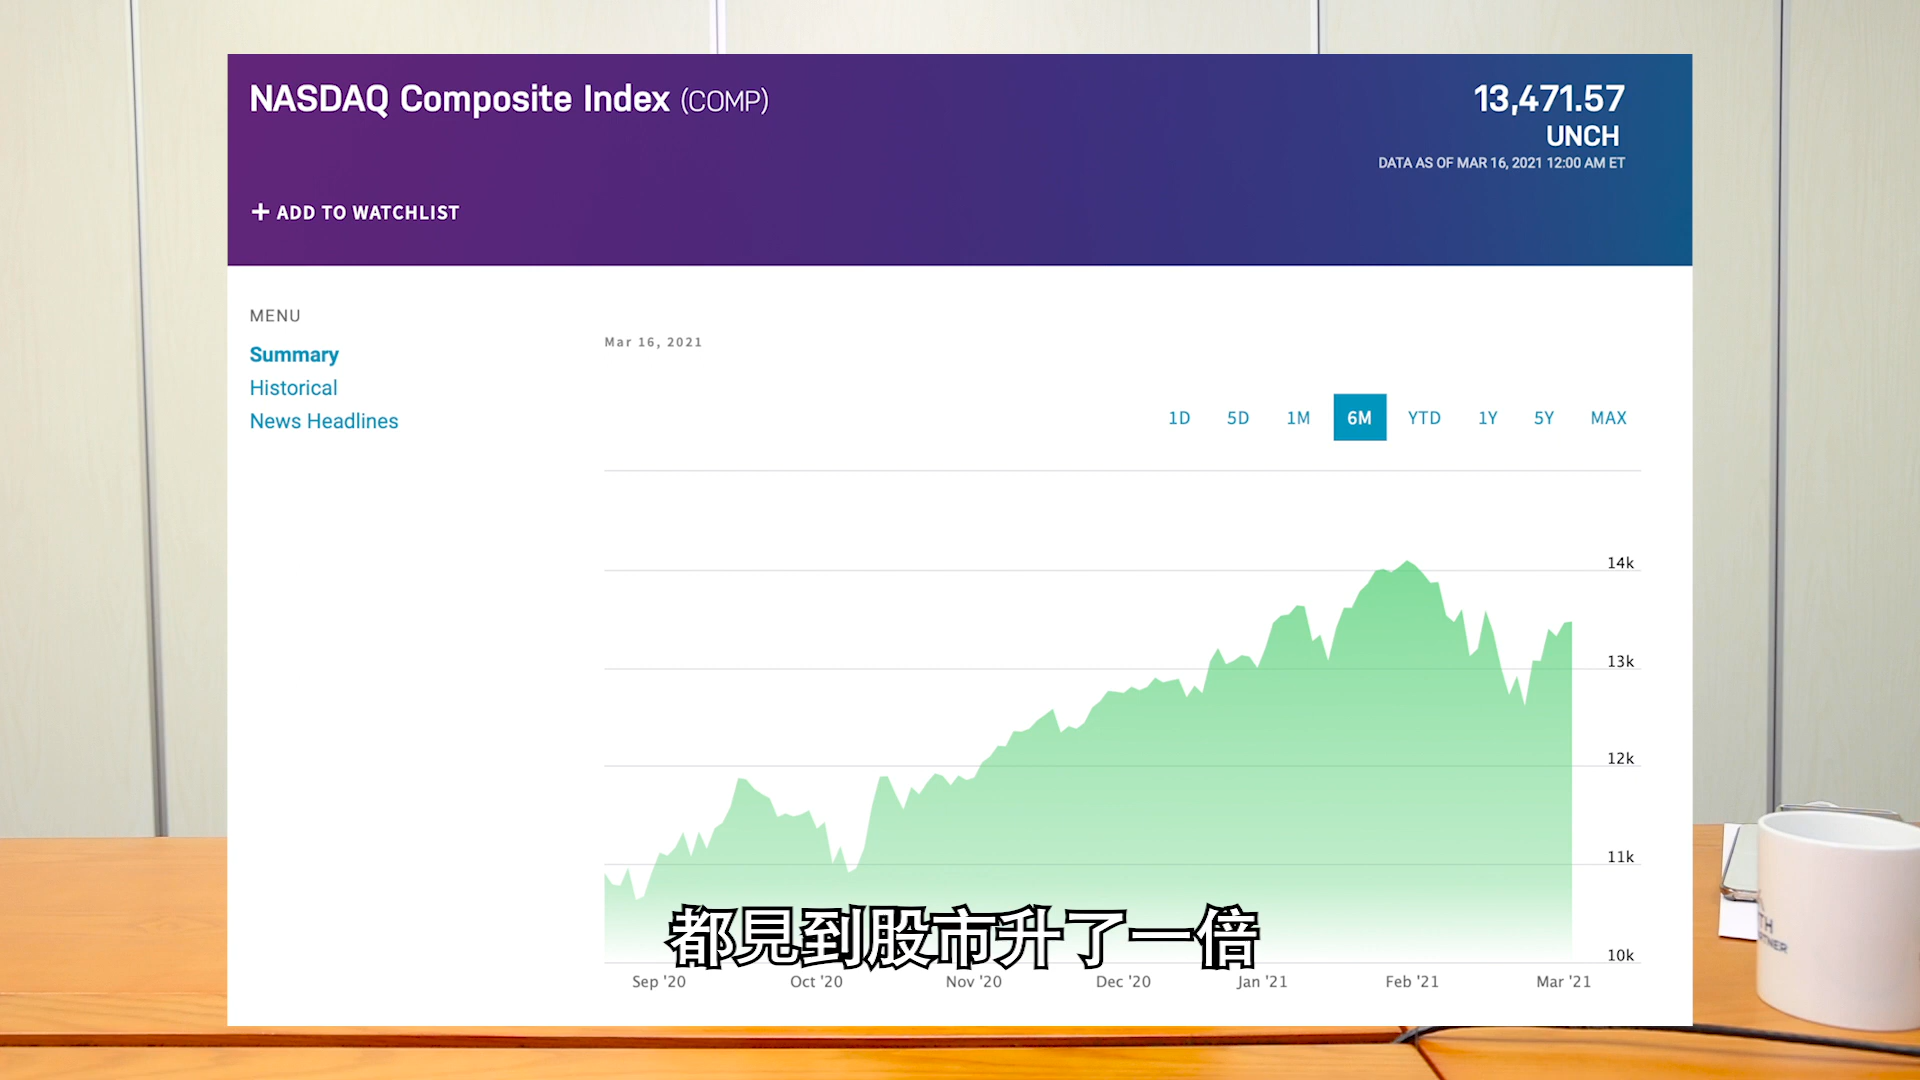 NASDAQ Composite Index (COMP)
13,471.57
UNCH
DATA AS OF MAR 16, 2021 12:00 AM ET
+ ADD TO WATCHLIST
MENU
Summary
Historical
News Headlines
Mar 16, 2021
1D 5D 1M 6M YTD 1Y 5Y MAX
14k
13k
12k
11k
10k
都見到股市升了一倍
Sep '20 Oct '20 Nov '20 Dec '20 Jan '21 Feb '21 Mar '21